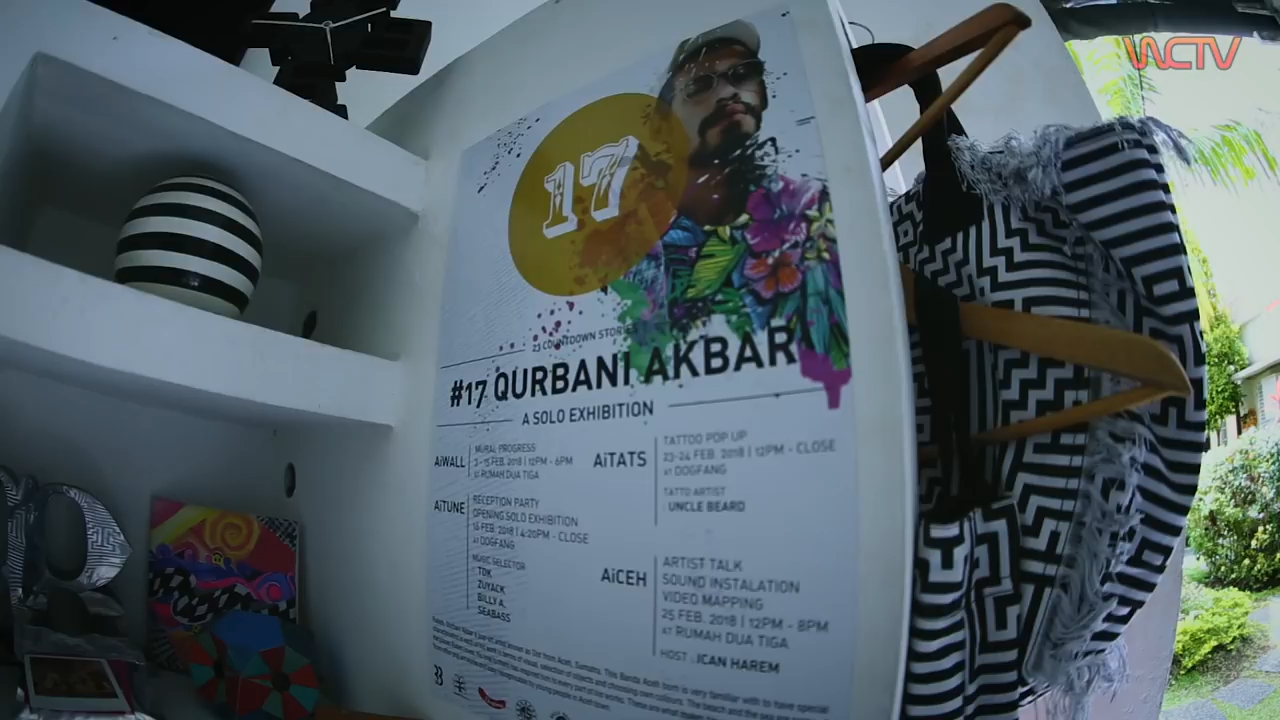 WCTV
17
23 COUNTDOWN STORIES
#17 QURBANI AKBAR
A SOLO EXHIBITION
AiWALL
MURAL PROGRESS
3 - 15 FEB. 2018 | 12PM - 6PM
AT RUMAH DUA TIGA
AiTUNE
RECEPTION PARTY
OPENING SOLO EXHIBITION
16 FEB. 2018 | 4:20PM - CLOSE
AT DOGFANG
MUSIC SELECTOR
TDK
ZUYACK
BILLY A.
SEABASS
AiTATS
TATTOO POP UP
23-24 FEB. 2018 | 12PM - CLOSE
AT DOGFANG
TATTO ARTIST
: UNCLE BEARD
AiCEH
ARTIST TALK
SOUND INSTALATION
VIDEO MAPPING
25 FEB. 2018 | 12PM - 8PM
AT RUMAH DUA TIGA
HOST : ICAN HAREM